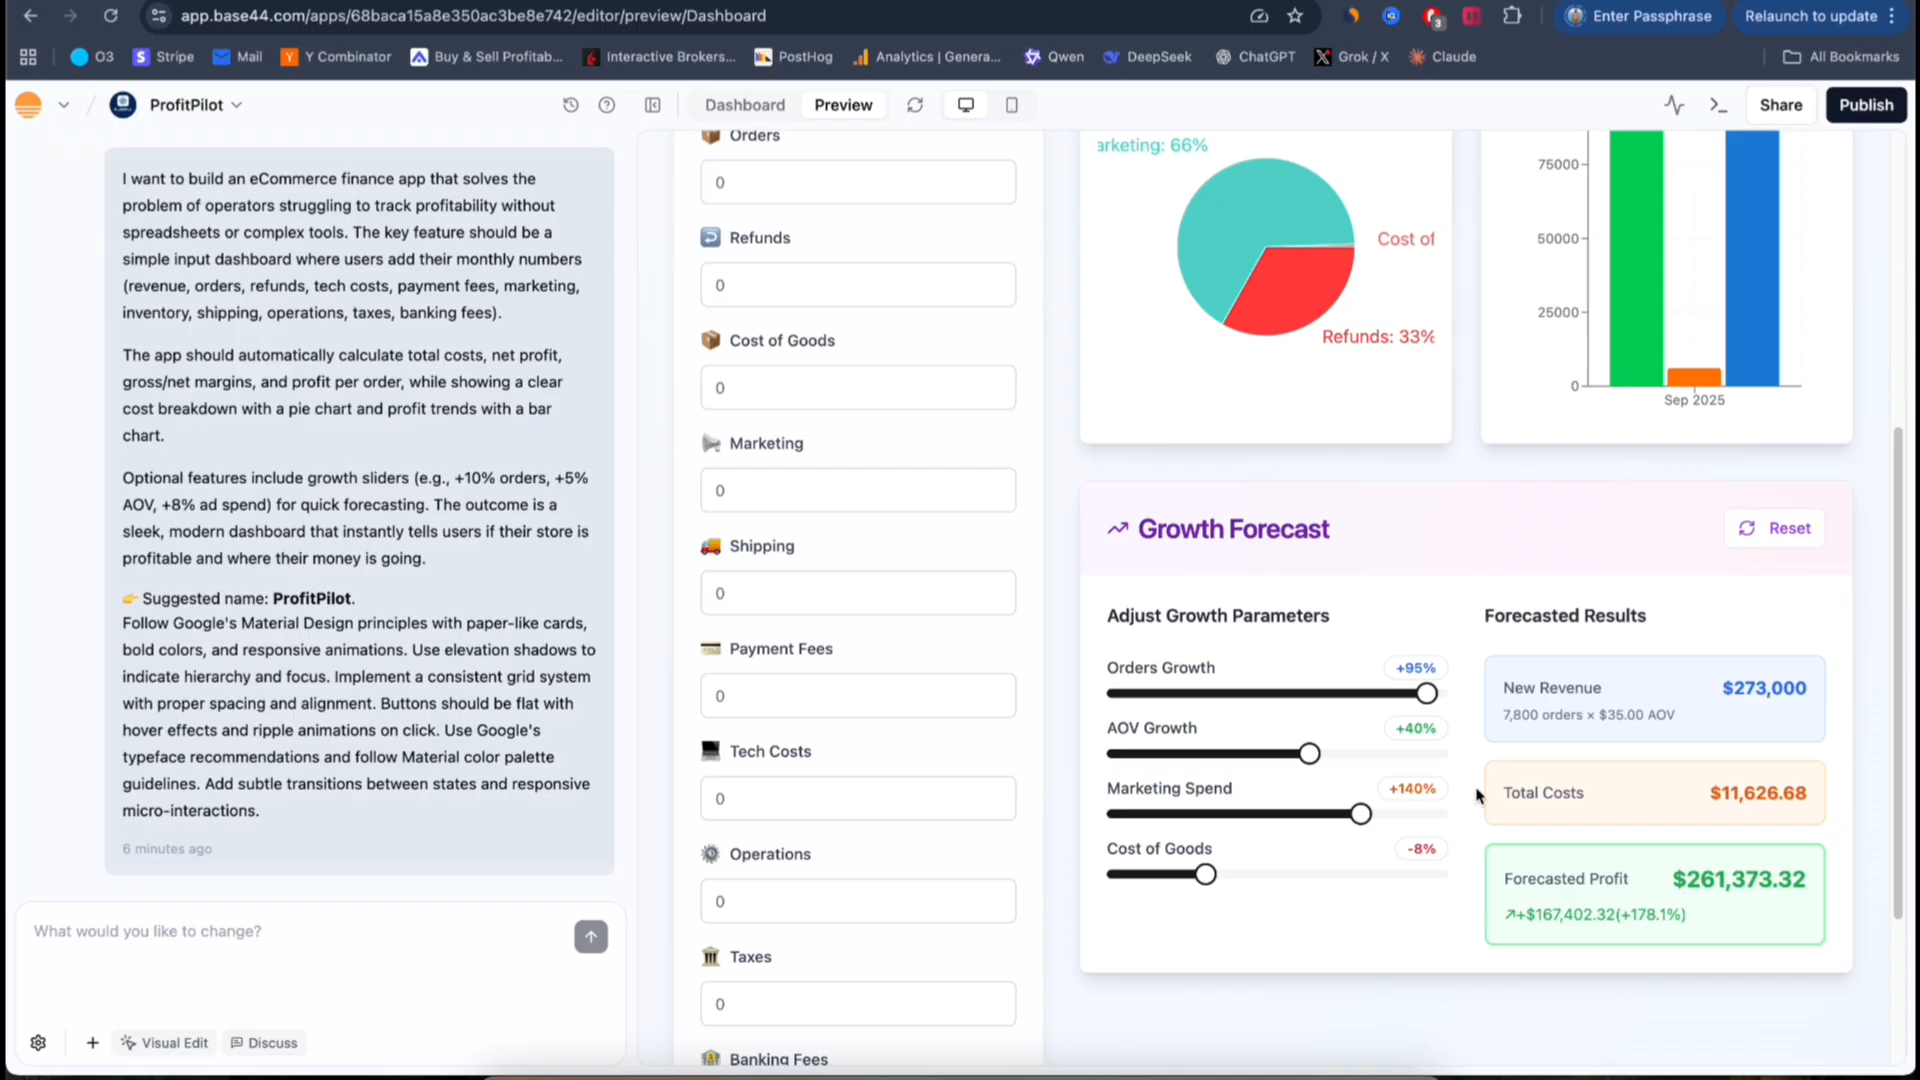 app.base44.com/apps/68baca15a8e350ac3be8e742/editor/preview/Dashboard
3
Enter Passphrase
Relaunch to update
O3
Stripe
Mail
Y Combinator
Buy & Sell Profitab...
Interactive Brokers...
PostHog
Analytics | Genera...
Qwen
DeepSeek
ChatGPT
Grok / X
Claude
All Bookmarks
ProfitPilot
Dashboard
Preview
Share
Publish
I want to build an eCommerce finance app that solves the
problem of operators struggling to track profitability without
spreadsheets or complex tools. The key feature should be a
simple input dashboard where users add their monthly numbers
(revenue, orders, refunds, tech costs, payment fees, marketing,
inventory, shipping, operations, taxes, banking fees).
The app should automatically calculate total costs, net profit,
gross/net margins, and profit per order, while showing a clear
cost breakdown with a pie chart and profit trends with a bar
chart.
Optional features include growth sliders (e.g., +10% orders, +5%
AOV, +8% ad spend) for quick forecasting. The outcome is a
sleek, modern dashboard that instantly tells users if their store is
profitable and where their money is going.
👉 Suggested name: ProfitPilot.
Follow Google's Material Design principles with paper-like cards,
bold colors, and responsive animations. Use elevation shadows to
indicate hierarchy and focus. Implement a consistent grid system
with proper spacing and alignment. Buttons should be flat with
hover effects and ripple animations on click. Use Google's
typeface recommendations and follow Material color palette
guidelines. Add subtle transitions between states and responsive
micro-interactions.
6 minutes ago
What would you like to change?
Visual Edit
Discuss
Orders
0
Refunds
0
Cost of Goods
0
Marketing
0
Shipping
0
Payment Fees
0
Tech Costs
0
Operations
0
Taxes
0
Banking Fees
arketing: 66%
Cost of
Refunds: 33%
75000
50000
25000
0
Sep 2025
Growth Forecast
Reset
Adjust Growth Parameters
Orders Growth
+95%
AOV Growth
+40%
Marketing Spend
+140%
Cost of Goods
-8%
Forecasted Results
New Revenue
$273,000
7,800 orders × $35.00 AOV
Total Costs
$11,626.68
Forecasted Profit
$261,373.32
↗+$167,402.32(+178.1%)